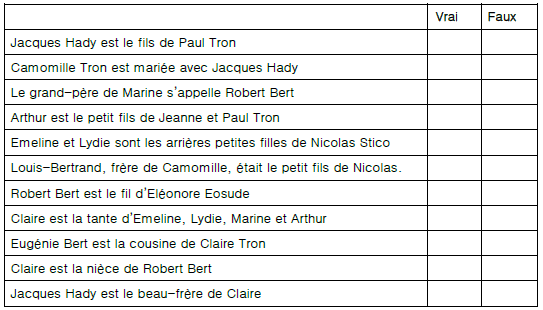 Vrai Faux
Jacques Hady est le fils de Paul Tron
Camomille Tron est mariée avec Jacques Hady
Le grand-père de Marine s'appelle Robert Bert
Arthur est le petit fils de Jeanne et Paul Tron
Emeline et Lydie sont les arrières petites filles de Nicolas Stico
Louis-Bertrand, frère de Camomille, était le petit fils de Nicolas.
Robert Bert est le fil d'Eléonore Eosude
Claire est la tante d'Emeline, Lydie, Marine et Arthur
Eugénie Bert est la cousine de Claire Tron
Claire est la nièce de Robert Bert
Jacques Hady est le beau-frère de Claire